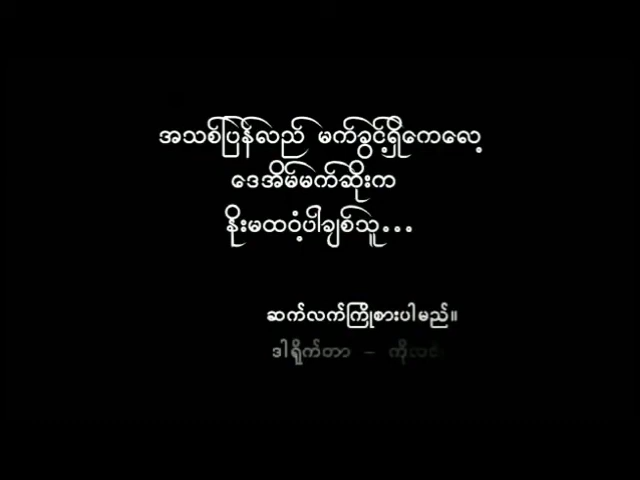 အသစ်ပြန်လည် မက်ခွင့်ရှိကေလေ့
ဒေအိမ်မက်ဆိုးက
နိုးမထဝံ့ပါချစ်သူ...
ဆက်လက်ကြိုစားပါမည်။
ဒါရိုက်တာ -